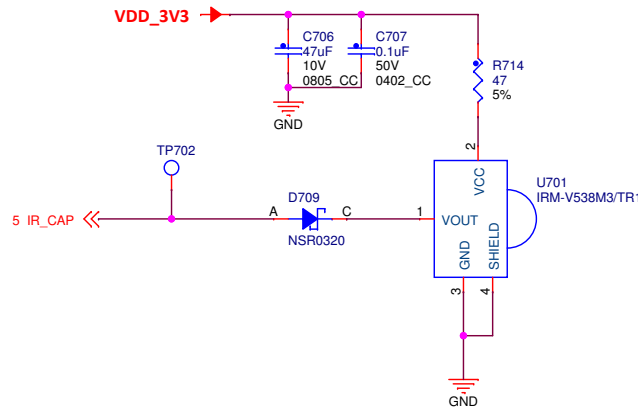 VDD_3V3
C706
47uF
10V
0805_CC
C707
0.1uF
50V
0402_CC
R714
47
5%
GND
TP702
2
VCC
U701
IRM-V538M3/TR1
5 IR_CAP
A
D709
C
NSR0320
1
VOUT
GND
SHIELD
3
4
GND